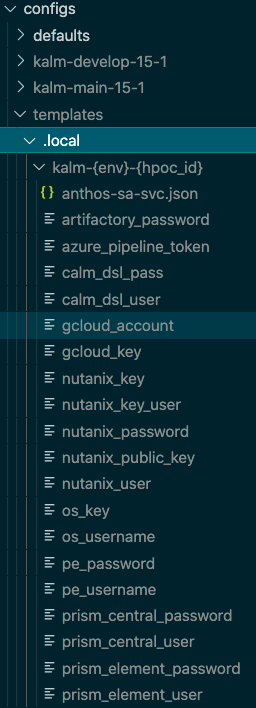 configs
defaults
kalm-develop-15-1
kalm-main-15-1
templates
.local
kalm-{env}-{hpoc_id}
{} anthos-sa-svc.json
artifactory_password
azure_pipeline_token
calm_dsl_pass
calm_dsl_user
gcloud_account
gcloud_key
nutanix_key
nutanix_key_user
nutanix_password
nutanix_public_key
nutanix_user
os_key
os_username
pe_password
pe_username
prism_central_password
prism_central_user
prism_element_password
prism_element_user